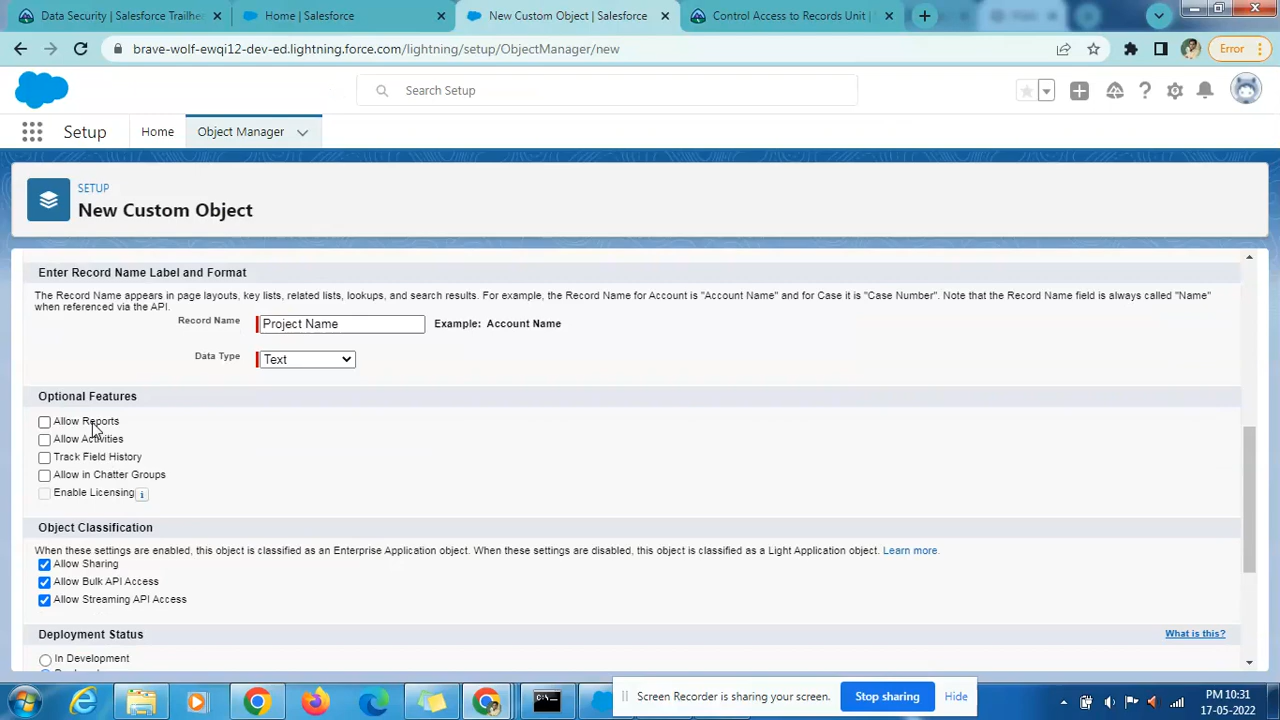 Data Security | Salesforce Trailhe
Home | Salesforce
New Custom Object | Salesforce
Control Access to Records Unit |
brave-wolf-ewqi12-dev-ed.lightning.force.com/lightning/setup/ObjectManager/new
Error
Search Setup
Setup
Home
Object Manager
SETUP
New Custom Object
Enter Record Name Label and Format
The Record Name appears in page layouts, key lists, related lists, lookups, and search results. For example, the Record Name for Account is "Account Name" and for Case it is "Case Number". Note that the Record Name field is always called "Name"
when referenced via the API.
Record Name
Project Name
Example: Account Name
Data Type
Text
Optional Features
Allow Reports
Allow Activities
Track Field History
Allow in Chatter Groups
Enable Licensing
i
Object Classification
When these settings are enabled, this object is classified as an Enterprise Application object. When these settings are disabled, this object is classified as a Light Application object. Learn more.
Allow Sharing
Allow Bulk API Access
Allow Streaming API Access
Deployment Status
What is this?
In Development
Screen Recorder is sharing your screen.
Stop sharing
Hide
PM 10:31
17-05-2022